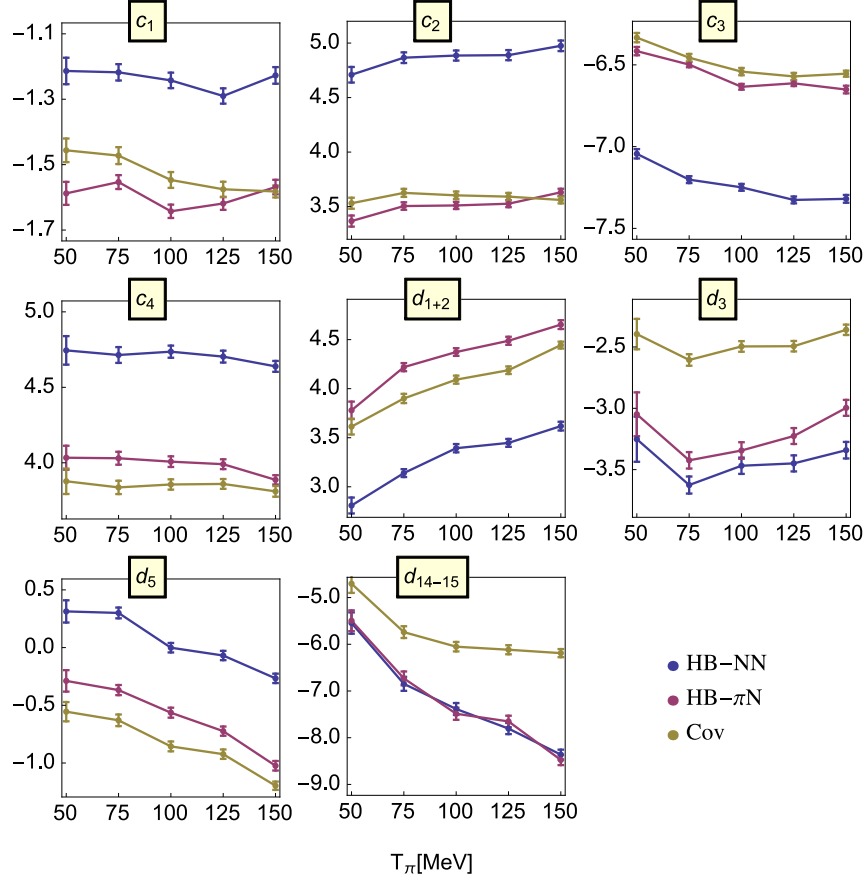 c1 c2 c3
−1.1 5.0 −6.0
−1.3 4.5 −6.5
4.0
−1.5 −7.0
3.5
−1.7 −7.5
50 75 100 125 150 50 75 100 125 150 50 75 100 125 150
c4 d1+2 d3
5.0 4.5 −2.5
4.5 4.0 −3.0
3.5
4.0 3.0 −3.5
50 75 100 125 150 50 75 100 125 150 50 75 100 125 150
d5 d14−15
0.5 −5.0
0.0 −6.0
−0.5 −7.0
−8.0
−1.0 −9.0
50 75 100 125 150 50 75 100 125 150
HB−NN
HB−πN
Cov
Tπ[MeV]